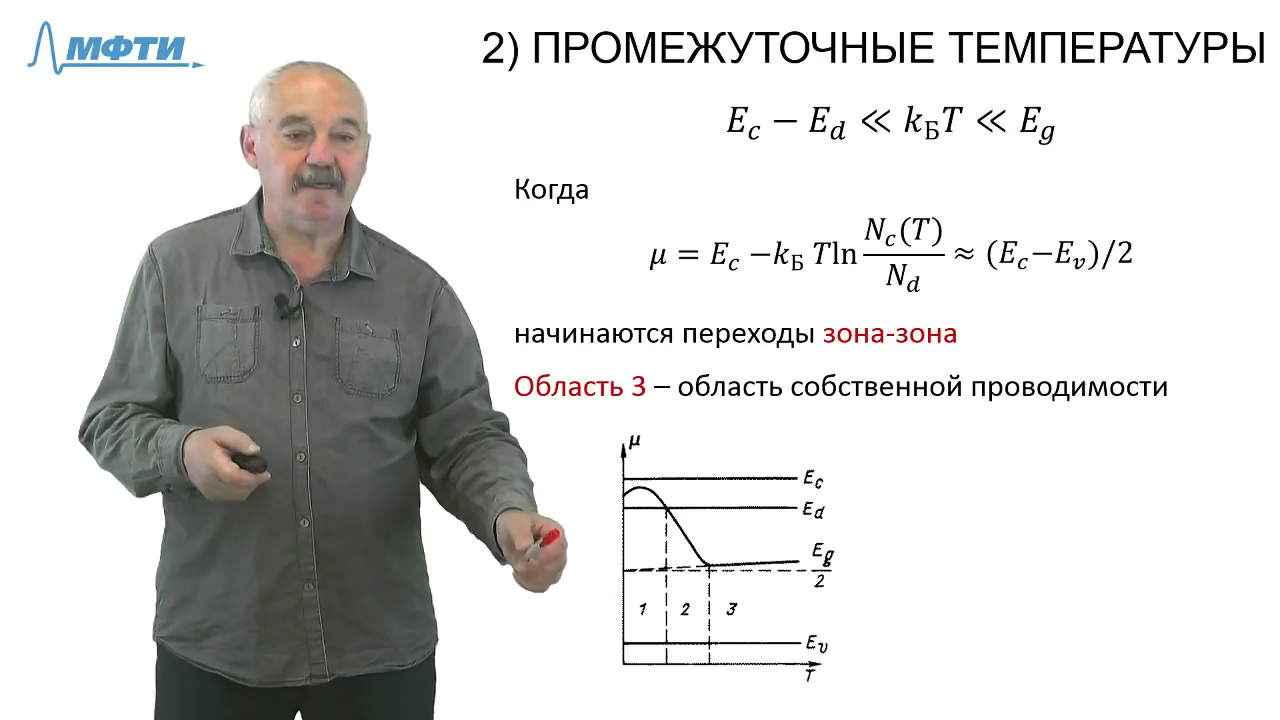 МФТИ
2) ПРОМЕЖУТОЧНЫЕ ТЕМПЕРАТУРЫ
E_c − E_d ≪ k_Б T ≪ E_g
Когда
μ = E_c −k_Б T ln N_c(T)/N_d ≈ (E_c−E_v)/2
начинаются переходы зона-зона
Область 3 – область собственной проводимости
μ
E_c
E_d
E_g/2
1 2 3
E_v
T